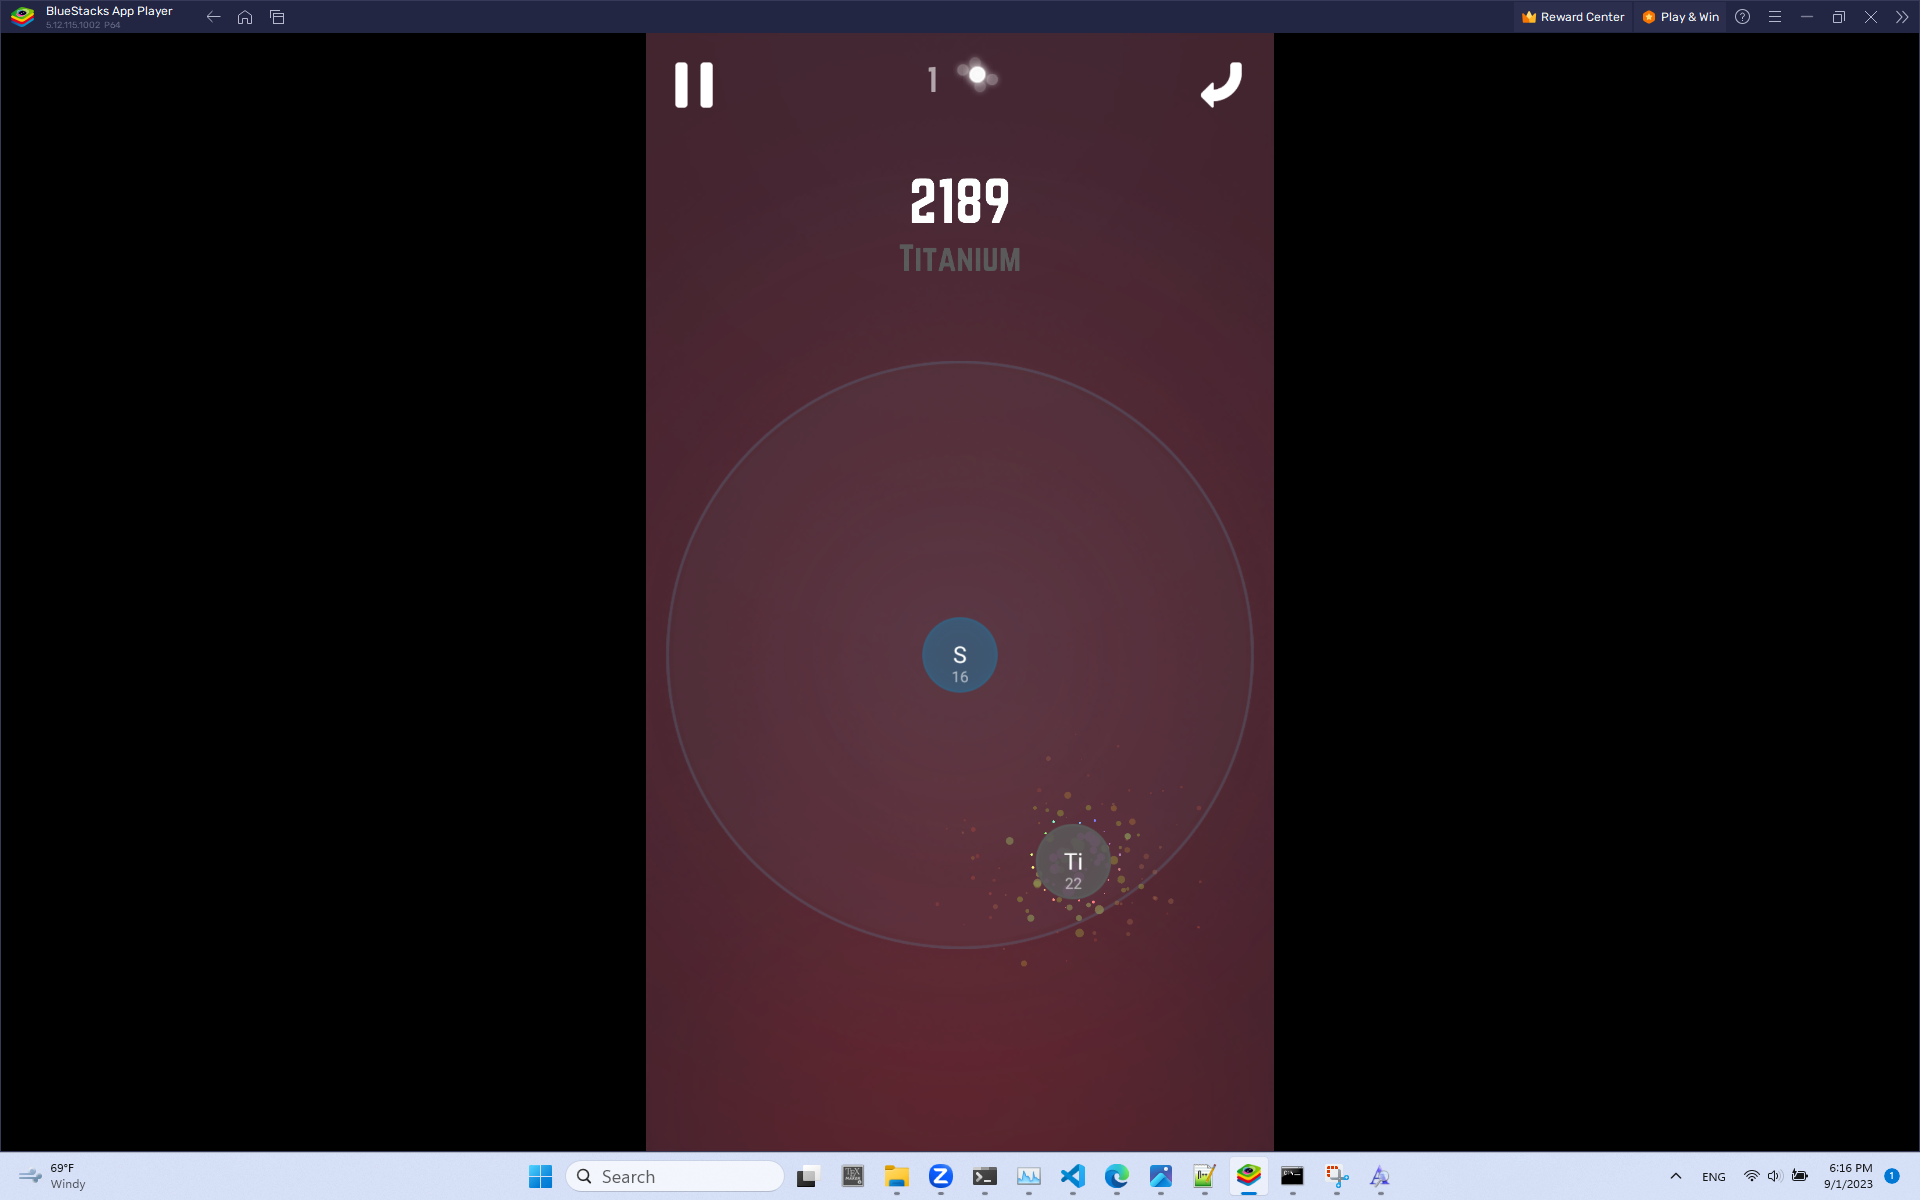 BlueStacks App Player
5.12.115.1002 P64
Reward Center
Play & Win
1
2189
TITANIUM
S
16
Ti
22
69°F
Windy
Search
ENG
6:16 PM
9/1/2023
1